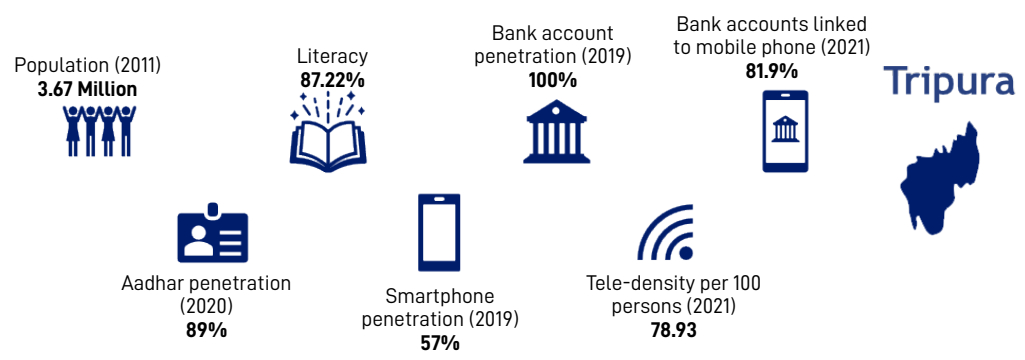 Population (2011)
3.67 Million
Literacy
87.22%
Bank account
penetration (2019)
100%
Bank accounts linked
to mobile phone (2021)
81.9%
Tripura
Aadhar penetration
(2020)
89%
Smartphone
penetration (2019)
57%
Tele-density per 100
persons (2021)
78.93